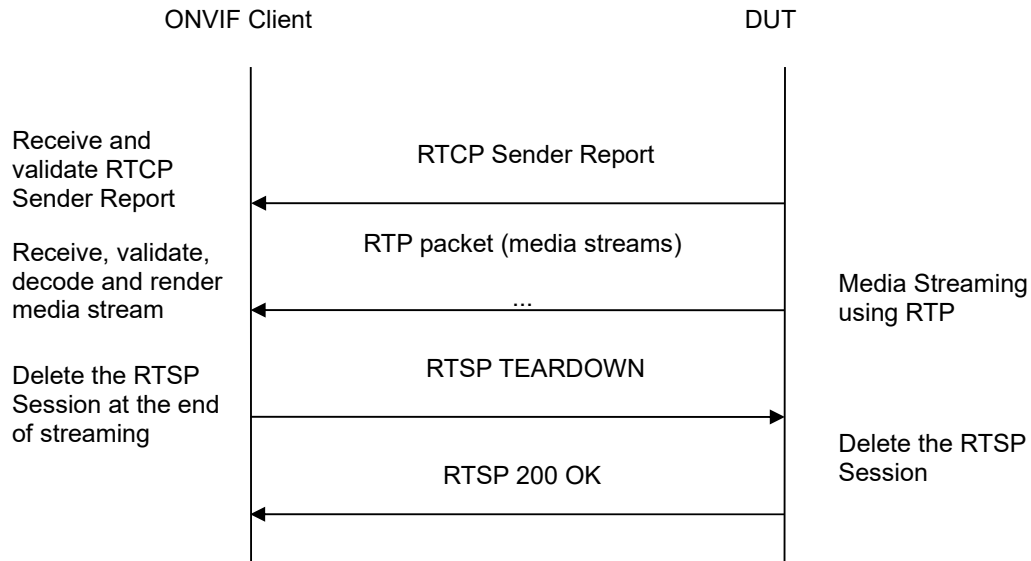 ONVIF Client
DUT
Receive and
validate RTCP
Sender Report
RTCP Sender Report
Receive, validate,
decode and render
media stream
RTP packet (media streams)
...
Media Streaming
using RTP
Delete the RTSP
Session at the end
of streaming
RTSP TEARDOWN
Delete the RTSP
Session
RTSP 200 OK